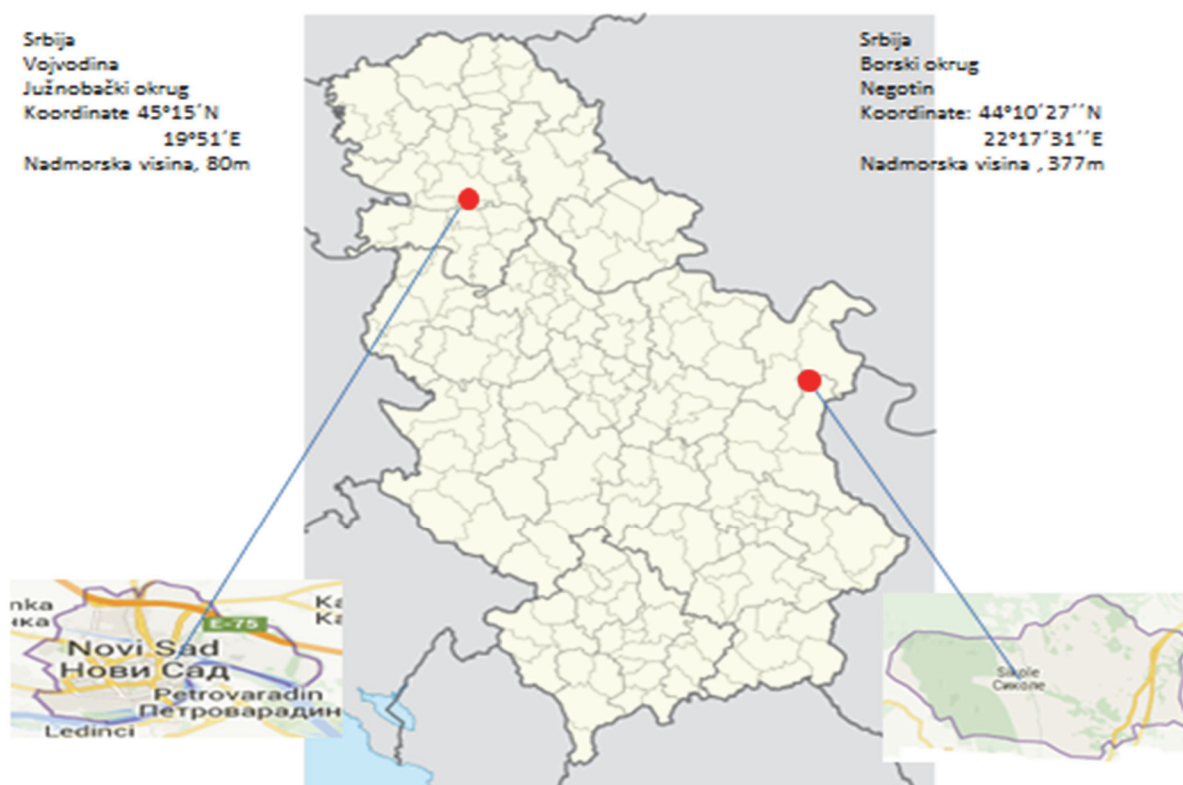 Srbija
Vojvodina
Južnobački okrug
Koordinate 45°15´N
19°51´E
Nadmorska visina, 80m
Srbija
Borski okrug
Negotin
Koordinate: 44°10´27´´N
22°17´31´´E
Nadmorska visina , 377m
E-75
Novi Sad
Нови Сад
Petrovaradin
Петроварадин
Ledinci
Sikole
Сиколе